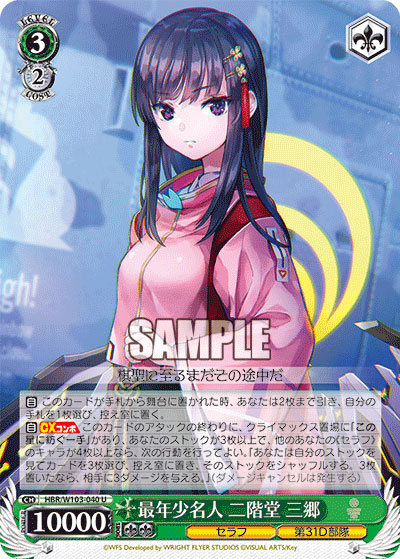 LEVEL
3
2
COST
igh!
SAMPLE
棋聖に至るまだその途中だ
自 このカードが手札から舞台に置かれた時、あなたは2枚まで引き、自分の
手札を1枚選び、控え室に置く。
自 CXコンボ このカードのアタックの終わりに、クライマックス置場に「この
星に紡ぐ一手」があり、あなたのストックが3枚以上で、他のあなたの《セラフ》
のキャラが4枚以上なら、次の行動を行ってよい。『あなたは自分のストックを
見てカードを3枚選び、控え室に置き、そのストックをシャッフルする。3枚
置いたなら、相手に3ダメージを与える。』（ダメージキャンセルは発生する）
CH HBR/W103-040 U
10000
最年少名人 二階堂 三郷
セラフ
第31D部隊
©WFS Developed by WRIGHT FLYER STUDIOS ©VISUAL ARTS/Key